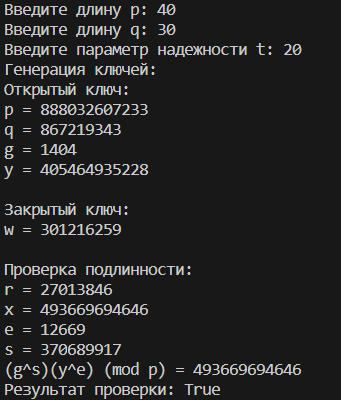 Введите длину p: 40
Введите длину q: 30
Введите параметр надежности t: 20
Генерация ключей:
Открытый ключ:
p = 888032607233
q = 867219343
g = 1404
y = 405464935228
Закрытый ключ:
w = 301216259
Проверка подлинности:
r = 27013846
x = 493669694646
e = 12669
s = 370689917
(g^s)(y^e) (mod p) = 493669694646
Результат проверки: True